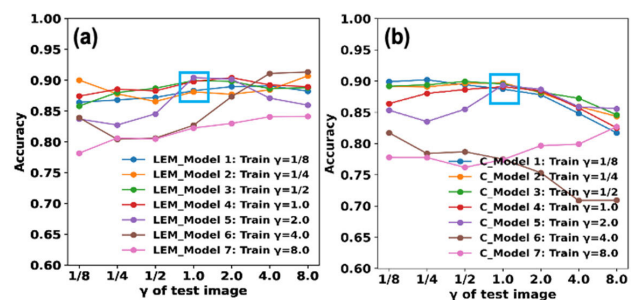 (a)
1.00
0.95
0.90
0.85
0.80
0.75
0.70
0.65
0.60
Accuracy
LEM_Model 1: Train γ=1/8
LEM_Model 2: Train γ=1/4
LEM_Model 3: Train γ=1/2
LEM_Model 4: Train γ=1.0
LEM_Model 5: Train γ=2.0
LEM_Model 6: Train γ=4.0
LEM_Model 7: Train γ=8.0
1/8 1/4 1/2 1.0 2.0 4.0 8.0
γ of test image
(b)
1.00
0.95
0.90
0.85
0.80
0.75
0.70
0.65
0.60
Accuracy
C_Model 1: Train γ=1/8
C_Model 2: Train γ=1/4
C_Model 3: Train γ=1/2
C_Model 4: Train γ=1.0
C_Model 5: Train γ=2.0
C_Model 6: Train γ=4.0
C_Model 7: Train γ=8.0
1/8 1/4 1/2 1.0 2.0 4.0 8.0
γ of test image